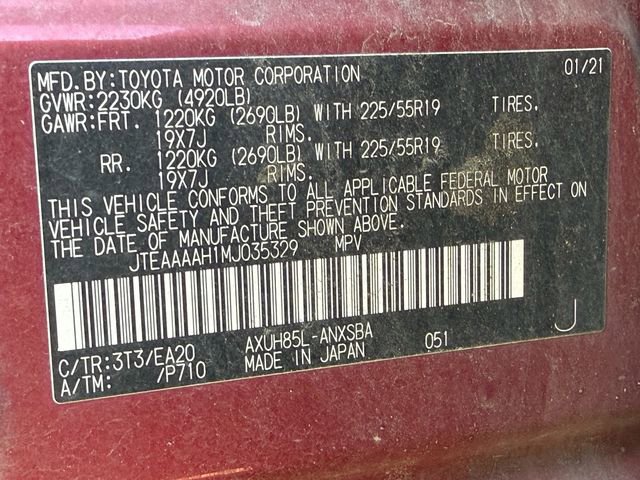 MFD.BY:TOYOTA MOTOR CORPORATION 01/21
GVWR:2230KG (4920LB)
GAWR:FRT. 1220KG (2690LB) WITH 225/55R19 TIRES.
19X7J RIMS.
RR. 1220KG (2690LB) WITH 225/55R19 TIRES.
19X7J RIMS.
THIS VEHICLE CONFORMS TO ALL APPLICABLE FEDERAL MOTOR
VEHICLE SAFETY AND THEFT PREVENTION STANDARDS IN EFFECT ON
THE DATE OF MANUFACTURE SHOWN ABOVE.
JTEAAAAH1MJ035329 MPV
C/TR:3T3/EA20 AXUH85L-ANXSBA 051 J
A/TM: /P710 MADE IN JAPAN